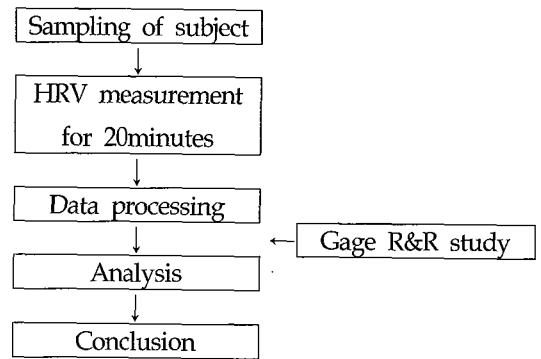 Sampling of subject
HRV measurement
for 20minutes
Data processing
Gage R&R study
Analysis
Conclusion